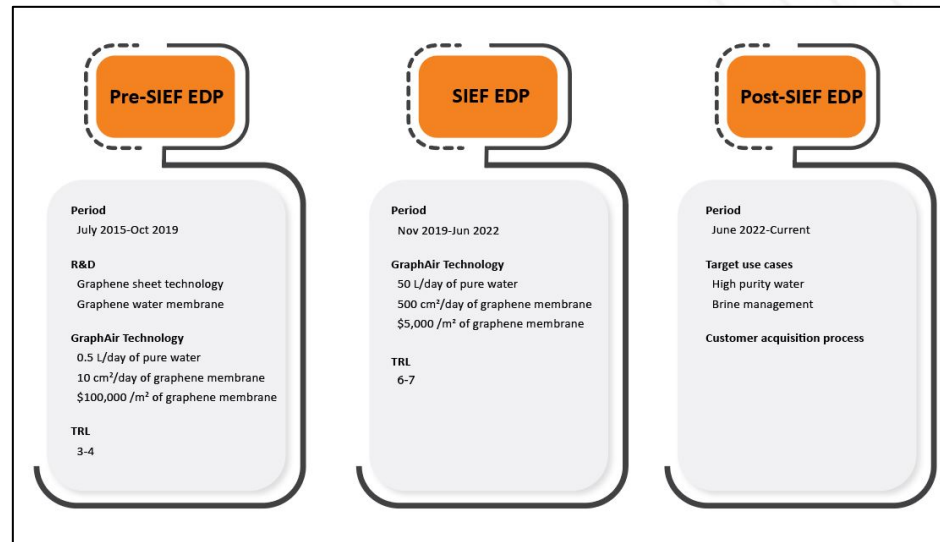 Pre-SIEF EDP
Period
July 2015-Oct 2019
R&D
Graphene sheet technology
Graphene water membrane
GraphAir Technology
0.5 L/day of pure water
10 cm²/day of graphene membrane
$100,000 /m² of graphene membrane
TRL
3-4
SIEF EDP
Period
Nov 2019-Jun 2022
GraphAir Technology
50 L/day of pure water
500 cm²/day of graphene membrane
$5,000 /m² of graphene membrane
TRL
6-7
Post-SIEF EDP
Period
June 2022-Current
Target use cases
High purity water
Brine management
Customer acquisition process